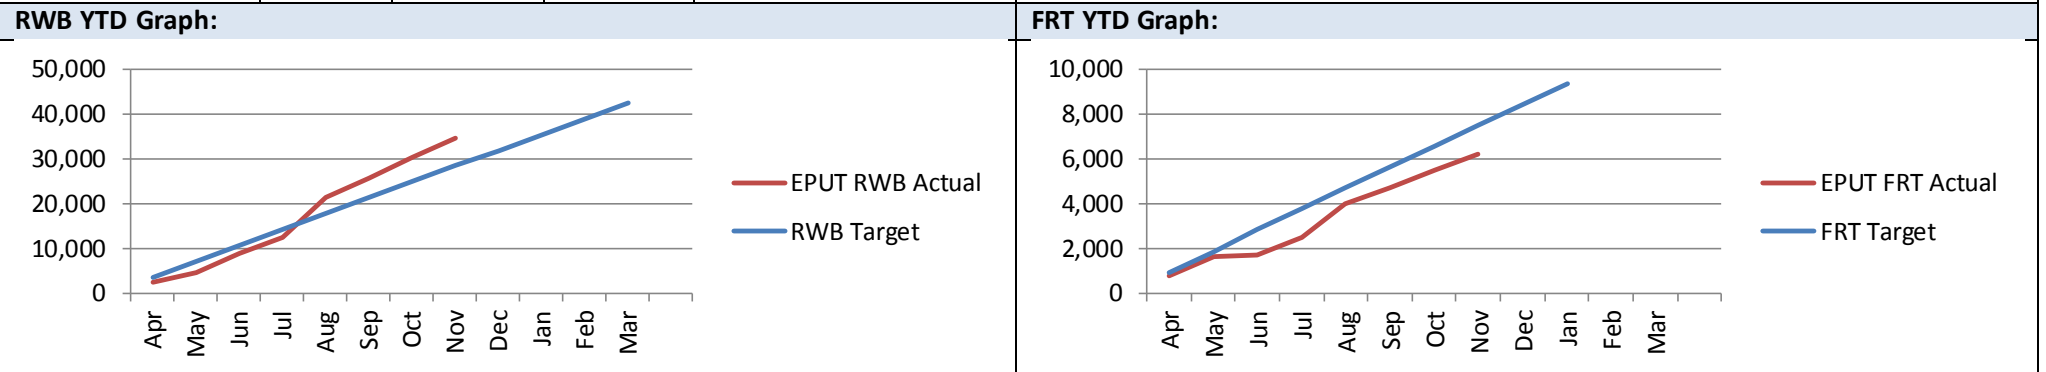 RWB YTD Graph:
50,000
40,000
30,000
20,000
10,000
0
Apr
May
Jun
Jul
Aug
Sep
Oct
Nov
Dec
Jan
Feb
Mar
EPUT RWB Actual
RWB Target
FRT YTD Graph:
10,000
8,000
6,000
4,000
2,000
0
Apr
May
Jun
Jul
Aug
Sep
Oct
Nov
Dec
Jan
Feb
Mar
EPUT FRT Actual
FRT Target